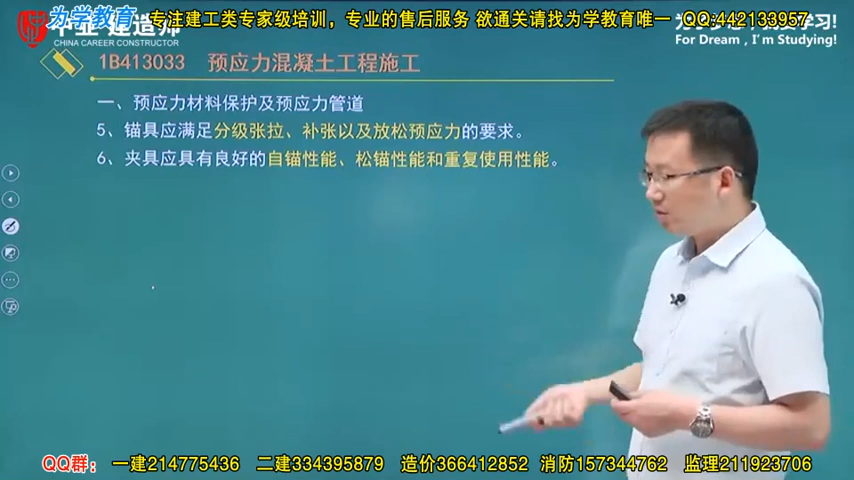 为学教育 专注建工类专家级培训，专业的售后服务 欲通关请找为学教育唯一 QQ:442133957
建造师
CHINA CAREER CONSTRUCTOR
For Dream , I'm Studying!
1B413033 预应力混凝土工程施工
一、预应力材料保护及预应力管道
5、锚具应满足分级张拉、补张以及放松预应力的要求。
6、夹具应具有良好的自锚性能、松锚性能和重复使用性能。
QQ群： 一建214775436 二建334395879 造价366412852 消防157344762 监理211923706